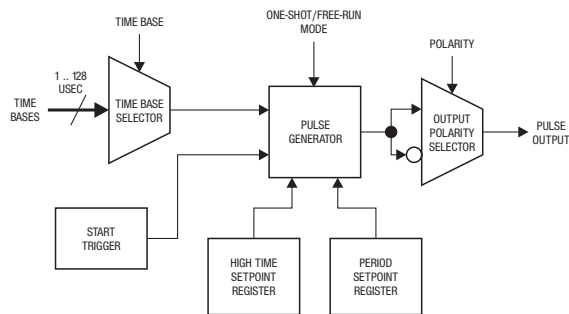 TIME BASE
ONE-SHOT/FREE-RUN
MODE
POLARITY
1 .. 128
USEC
TIME
BASES
TIME BASE
SELECTOR
PULSE
GENERATOR
OUTPUT
POLARITY
SELECTOR
PULSE
OUTPUT
START
TRIGGER
HIGH TIME
SETPOINT
REGISTER
PERIOD
SETPOINT
REGISTER